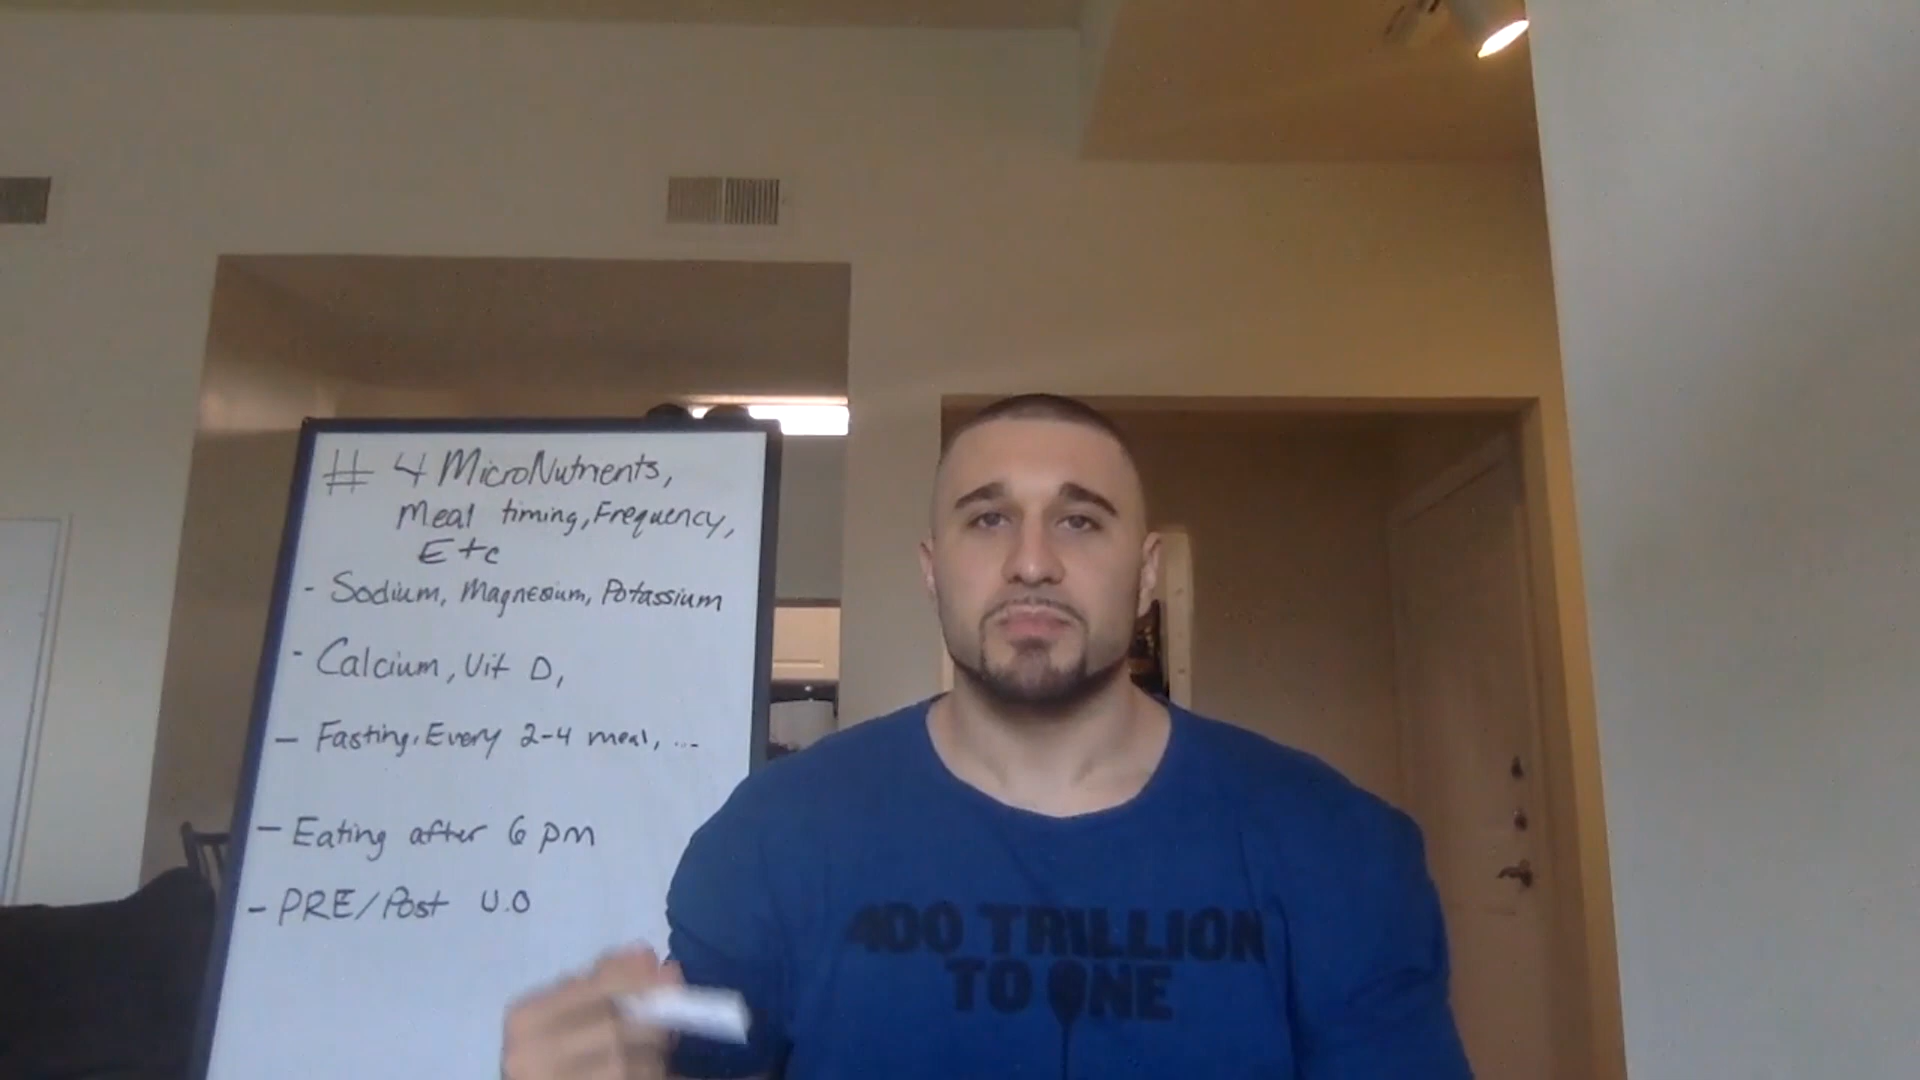 # 4 MicroNutrients,
Meal timing, Frequency,
Etc
- Sodium, Magnesium, Potassium
- Calcium, Vit D,
- Fasting, Every 2-4 meal, ...
- Eating after 6 pm
- PRE/Post W.O
400 TRILLION
TO ONE